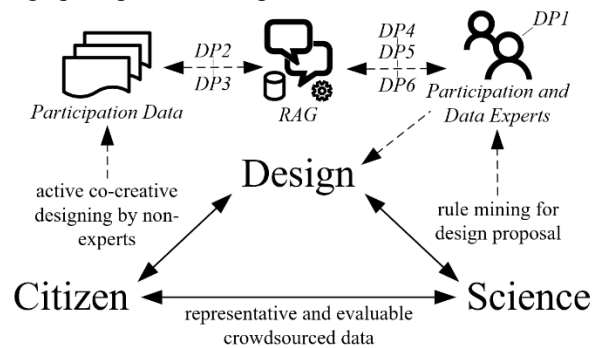 DP1
DP2
DP3
DP4
DP5
DP6
Participation Data
RAG
Participation and
Data Experts
Design
active co-creative
designing by non-
experts
rule mining for
design proposal
Citizen
Science
representative and evaluable
crowdsourced data